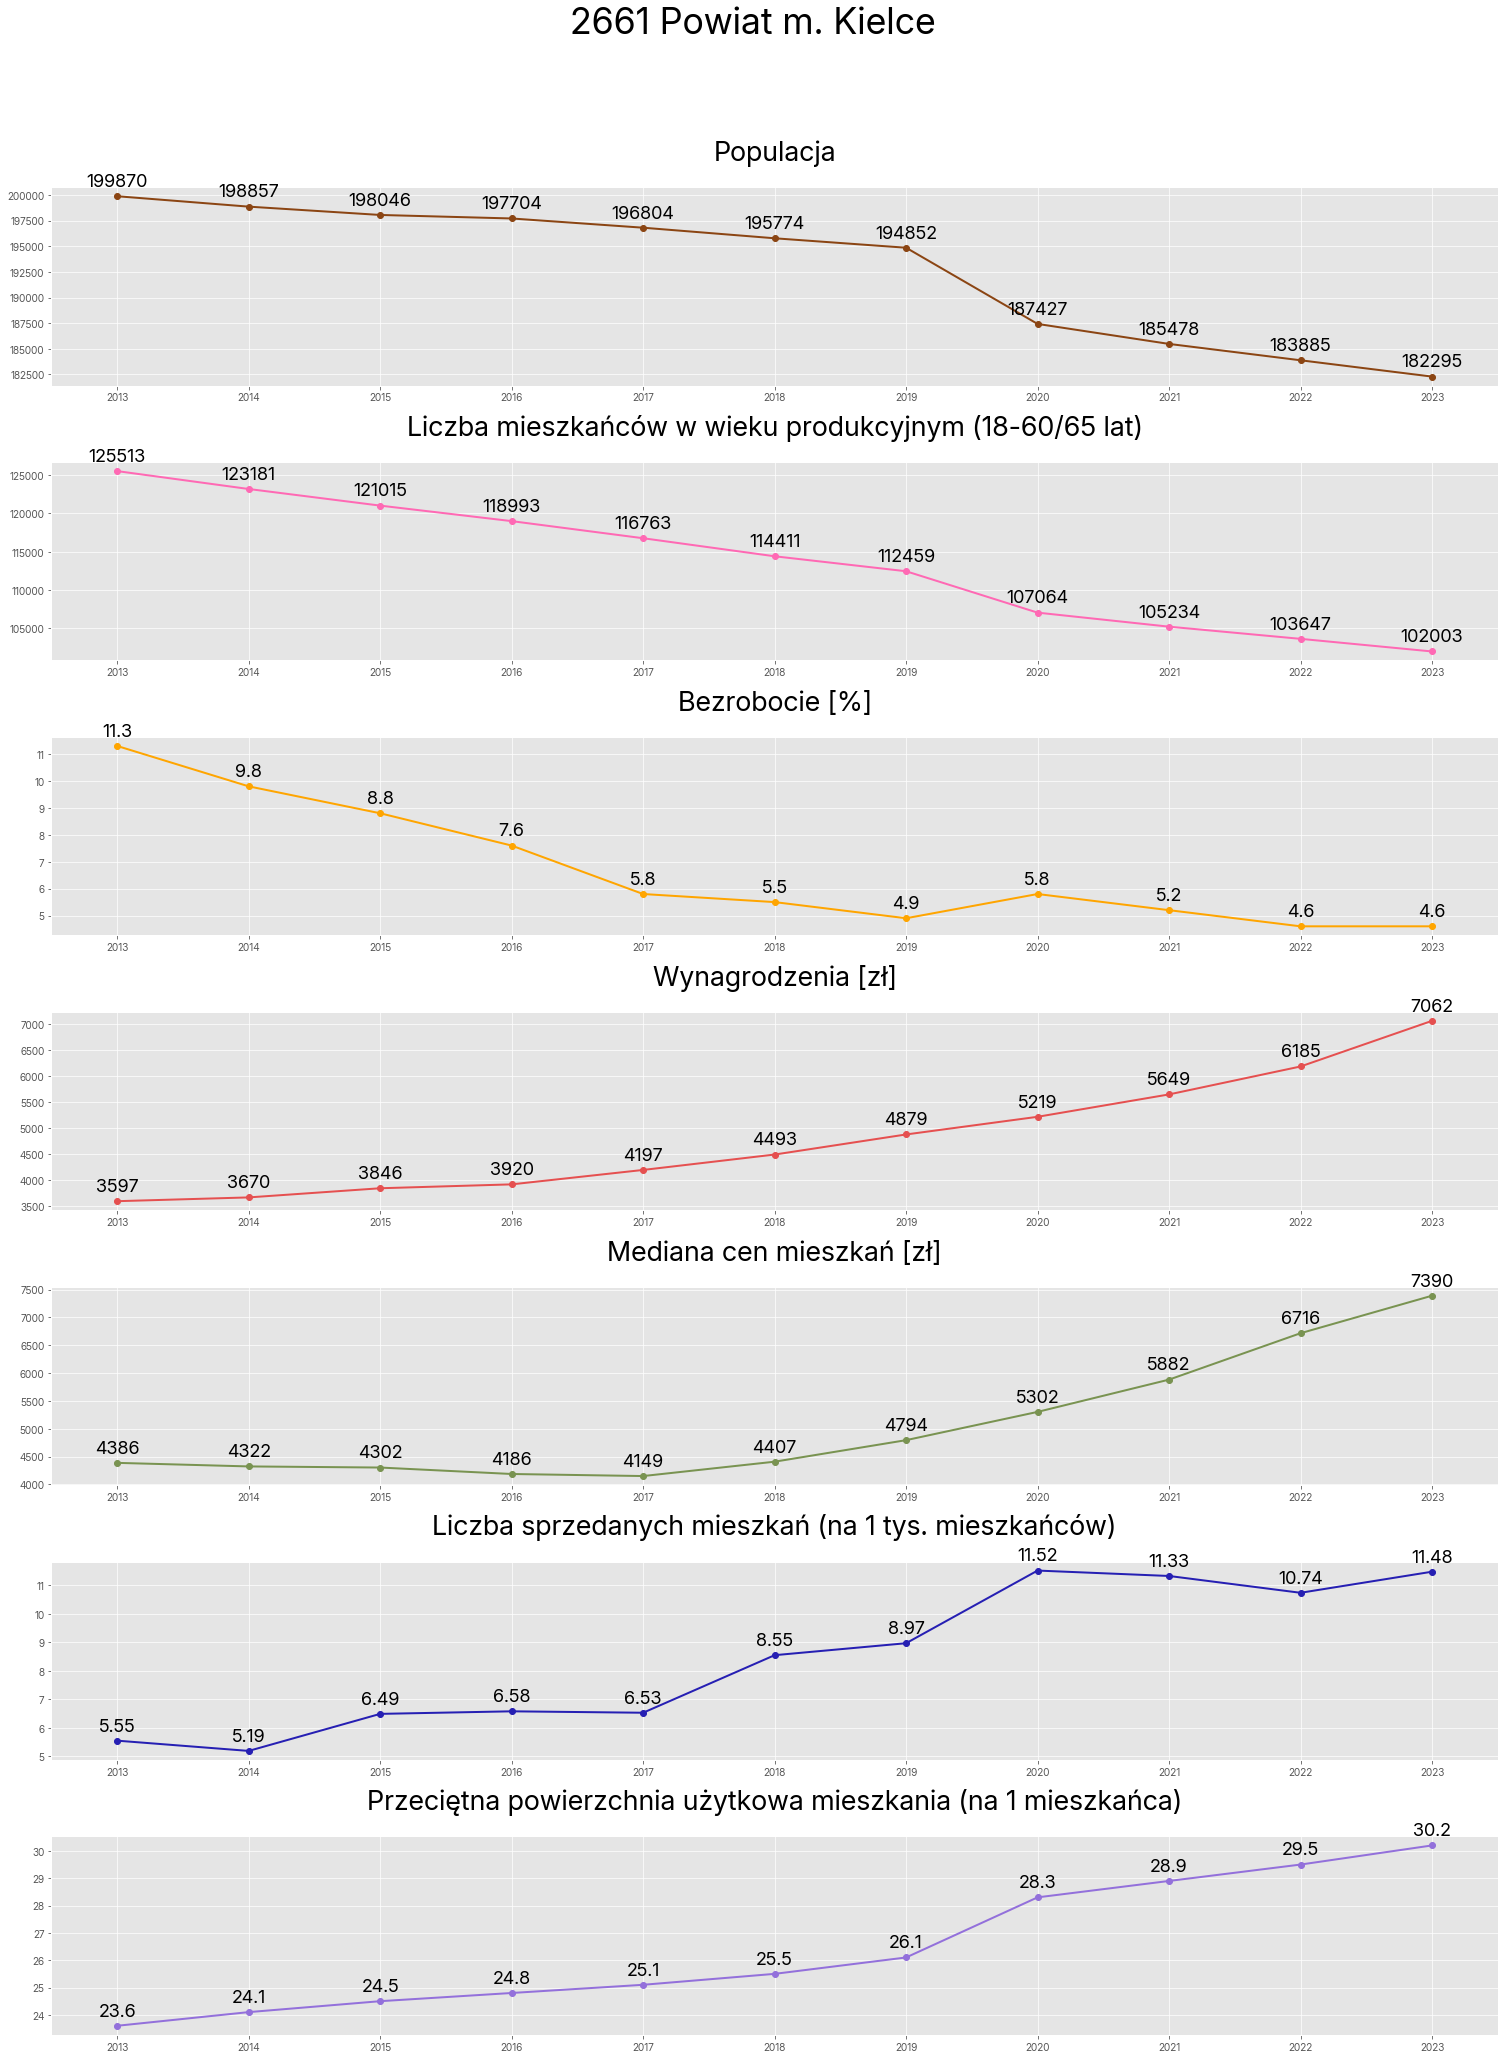 2661 Powiat m. Kielce
Populacja
199870 198857 198046 197704 196804 195774 194852 187427 185478 183885 182295
200000
197500
195000
192500
190000
187500
185000
182500
2013 2014 2015 2016 2017 2018 2019 2020 2021 2022 2023
Liczba mieszkańców w wieku produkcyjnym (18-60/65 lat)
125513 123181 121015 118993 116763 114411 112459 107064 105234 103647 102003
125000
120000
115000
110000
105000
2013 2014 2015 2016 2017 2018 2019 2020 2021 2022 2023
Bezrobocie [%]
11.3 9.8 8.8 7.6 5.8 5.5 4.9 5.8 5.2 4.6 4.6
11
10
9
8
7
6
5
2013 2014 2015 2016 2017 2018 2019 2020 2021 2022 2023
Wynagrodzenia [zł]
3597 3670 3846 3920 4197 4493 4879 5219 5649 6185 7062
7000
6500
6000
5500
5000
4500
4000
3500
2013 2014 2015 2016 2017 2018 2019 2020 2021 2022 2023
Mediana cen mieszkań [zł]
4386 4322 4302 4186 4149 4407 4794 5302 5882 6716 7390
7500
7000
6500
6000
5500
5000
4500
4000
2013 2014 2015 2016 2017 2018 2019 2020 2021 2022 2023
Liczba sprzedanych mieszkań (na 1 tys. mieszkańców)
5.55 5.19 6.49 6.58 6.53 8.55 8.97 11.52 11.33 10.74 11.48
11
10
9
8
7
6
5
2013 2014 2015 2016 2017 2018 2019 2020 2021 2022 2023
Przeciętna powierzchnia użytkowa mieszkania (na 1 mieszkańca)
23.6 24.1 24.5 24.8 25.1 25.5 26.1 28.3 28.9 29.5 30.2
30
29
28
27
26
25
24
2013 2014 2015 2016 2017 2018 2019 2020 2021 2022 2023